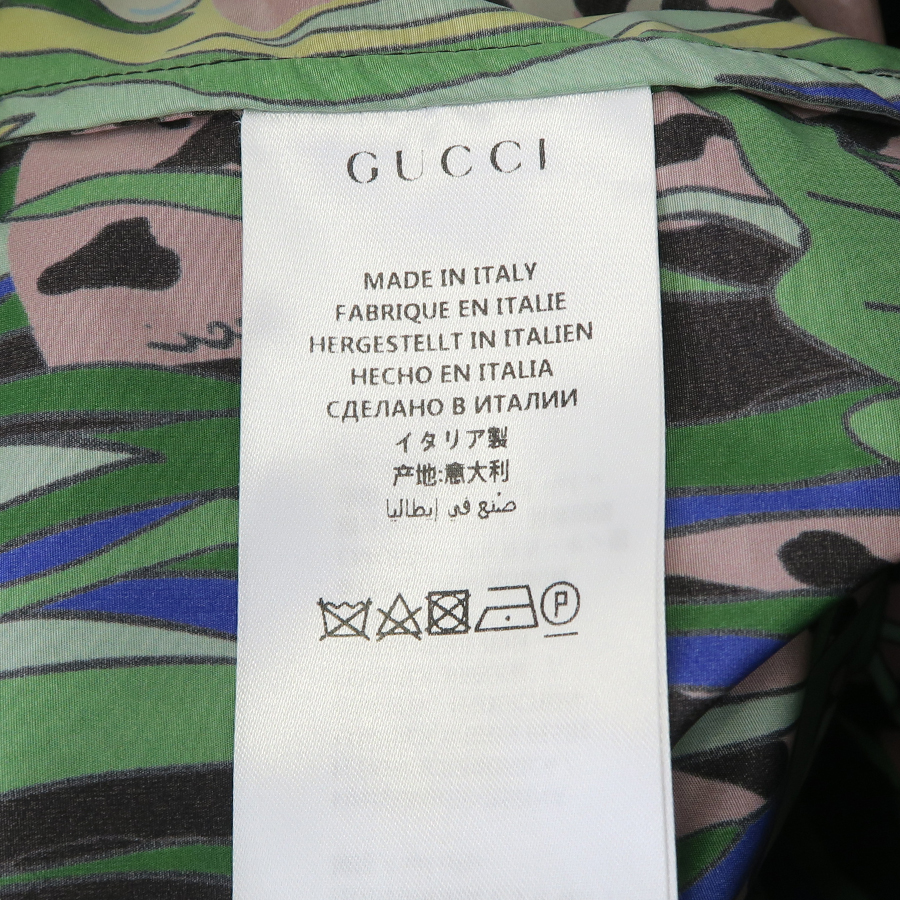 GUCCI
MADE IN ITALY
FABRIQUE EN ITALIE
HERGESTELLT IN ITALIEN
HECHO EN ITALIA
СДЕЛАНО В ИТАЛИИ
イタリア製
产地:意大利
صنع في إيطاليا
P